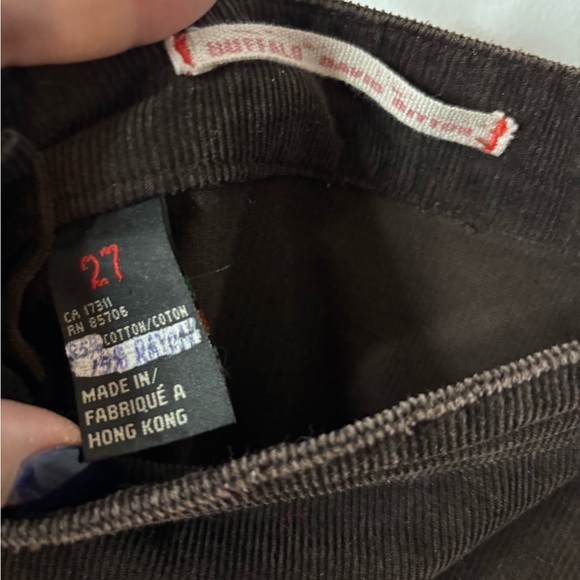 BUFFALO DAVID BITTON
27
CA 17311
RN 85706
COTTON/COTON
MADE IN/
FABRIQUÉ A
HONG KONG